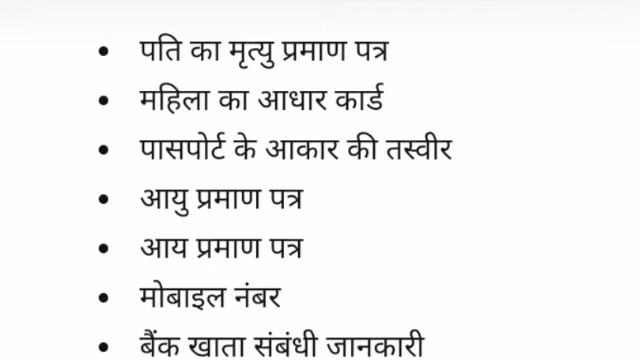 • पति का मृत्यु प्रमाण पत्र
• महिला का आधार कार्ड
• पासपोर्ट के आकार की तस्वीर
• आयु प्रमाण पत्र
• आय प्रमाण पत्र
• मोबाइल नंबर
• बैंक खाता संबंधी जानकारी